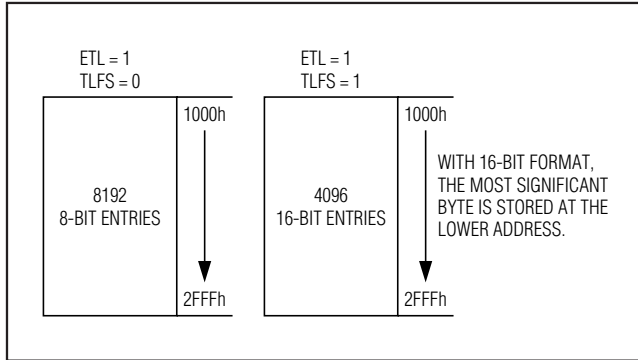 ETL = 1
TLFS = 0
1000h
8192
8-BIT ENTRIES
2FFFh
ETL = 1
TLFS = 1
1000h
4096
16-BIT ENTRIES
2FFFh
WITH 16-BIT FORMAT,
THE MOST SIGNIFICANT
BYTE IS STORED AT THE
LOWER ADDRESS.